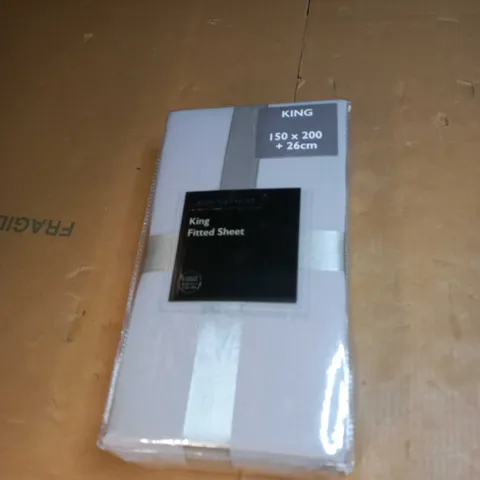 KING
150 x 200
+ 26cm
King
Fitted Sheet
FRAGIL